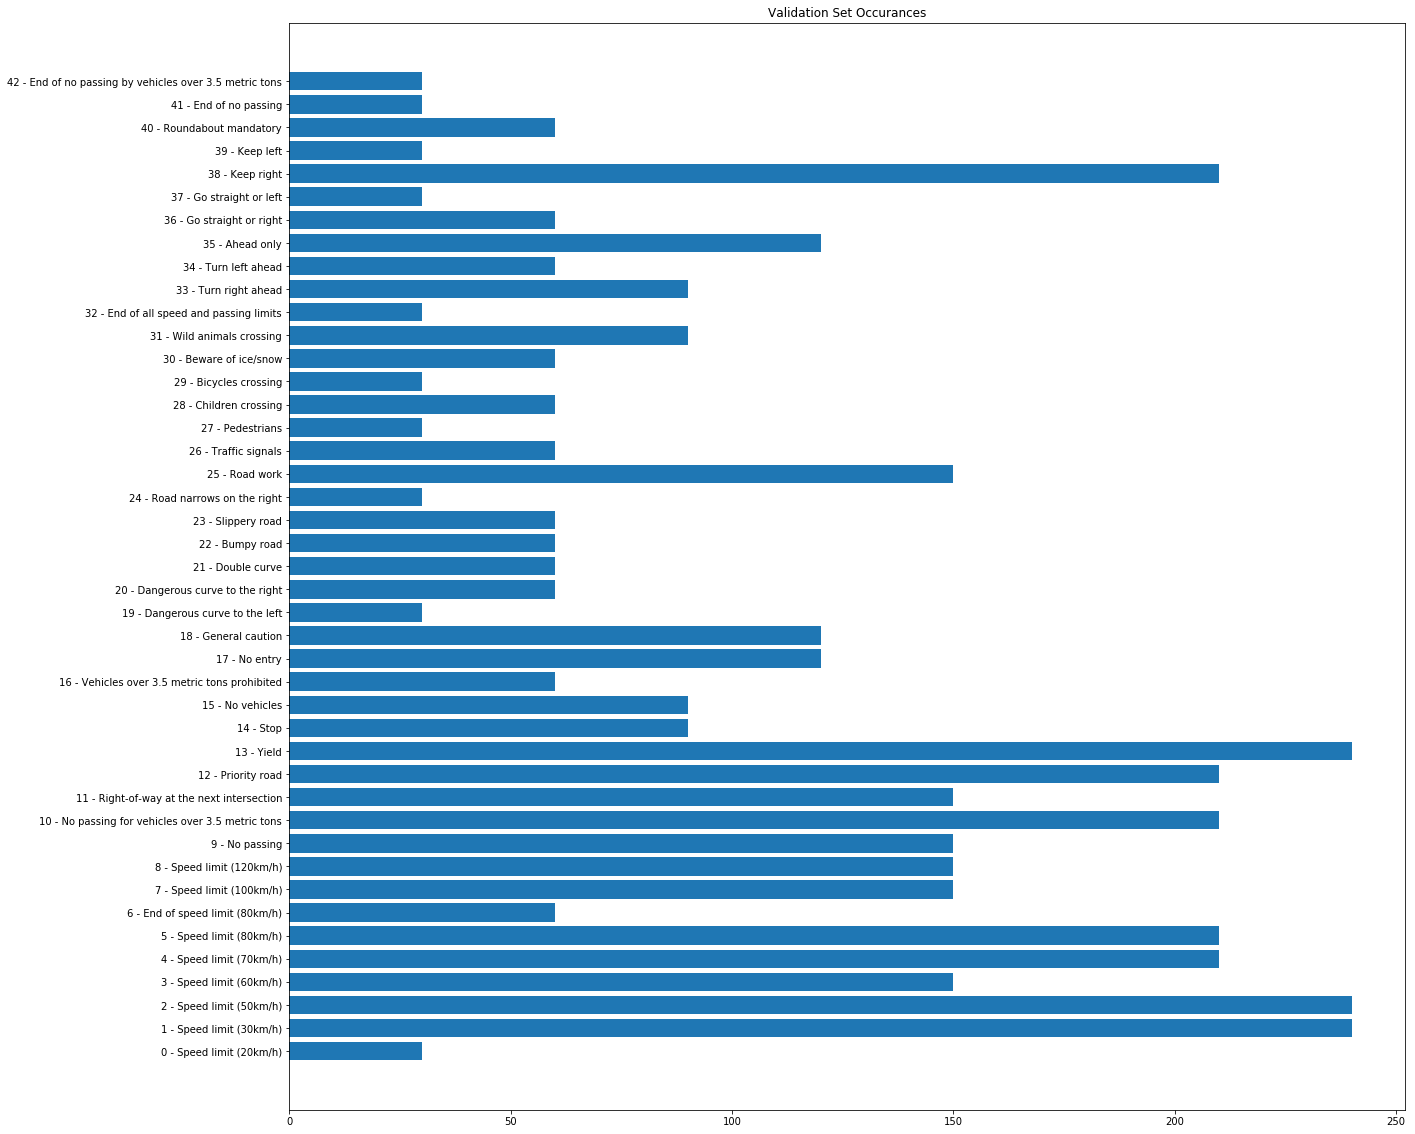 Validation Set Occurances
42 - End of no passing by vehicles over 3.5 metric tons
41 - End of no passing
40 - Roundabout mandatory
39 - Keep left
38 - Keep right
37 - Go straight or left
36 - Go straight or right
35 - Ahead only
34 - Turn left ahead
33 - Turn right ahead
32 - End of all speed and passing limits
31 - Wild animals crossing
30 - Beware of ice/snow
29 - Bicycles crossing
28 - Children crossing
27 - Pedestrians
26 - Traffic signals
25 - Road work
24 - Road narrows on the right
23 - Slippery road
22 - Bumpy road
21 - Double curve
20 - Dangerous curve to the right
19 - Dangerous curve to the left
18 - General caution
17 - No entry
16 - Vehicles over 3.5 metric tons prohibited
15 - No vehicles
14 - Stop
13 - Yield
12 - Priority road
11 - Right-of-way at the next intersection
10 - No passing for vehicles over 3.5 metric tons
9 - No passing
8 - Speed limit (120km/h)
7 - Speed limit (100km/h)
6 - End of speed limit (80km/h)
5 - Speed limit (80km/h)
4 - Speed limit (70km/h)
3 - Speed limit (60km/h)
2 - Speed limit (50km/h)
1 - Speed limit (30km/h)
0 - Speed limit (20km/h)
0 50 100 150 200 250